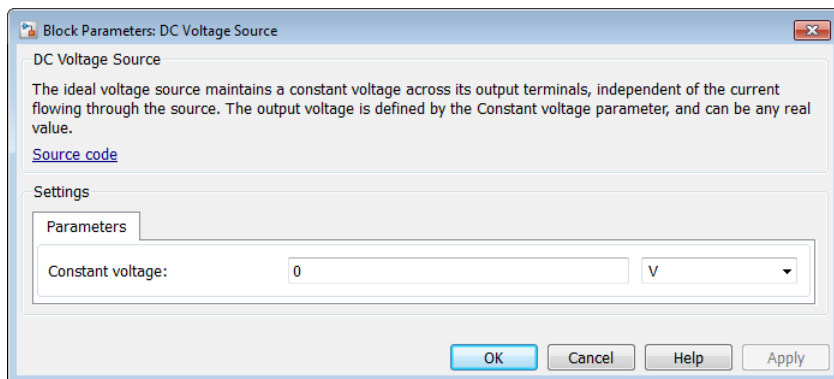 Block Parameters: DC Voltage Source
DC Voltage Source
The ideal voltage source maintains a constant voltage across its output terminals, independent of the current
flowing through the source. The output voltage is defined by the Constant voltage parameter, and can be any real
value.
Source code
Settings
Parameters
Constant voltage: 0 V
OK Cancel Help Apply